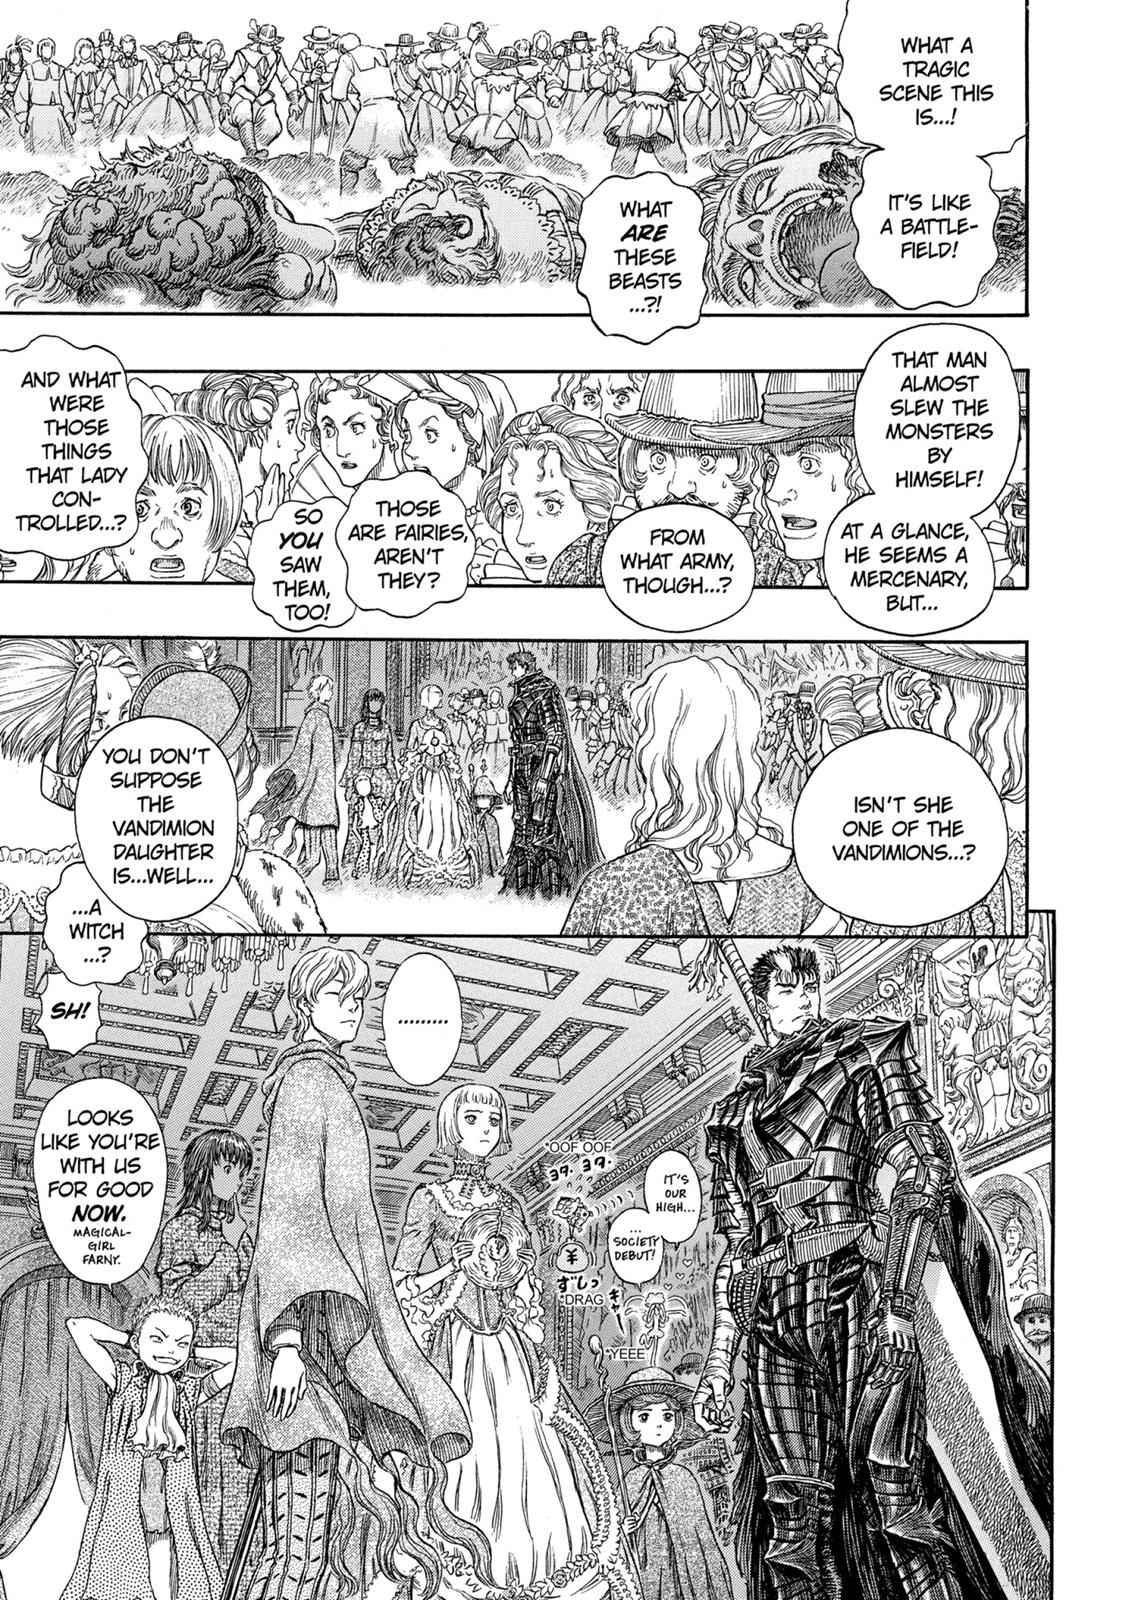 WHAT A
TRAGIC
SCENE THIS
IS...!
IT'S LIKE
A BATTLE-
FIELD!
WHAT
ARE
THESE
BEASTS
...?!
THAT MAN
ALMOST
SLEW THE
MONSTERS
BY
HIMSELF!
AT A GLANCE,
HE SEEMS A
MERCENARY,
BUT...
FROM
WHAT ARMY,
THOUGH...?
THOSE
ARE FAIRIES,
AREN'T
THEY?
SO
YOU
SAW
THEM,
TOO!
AND WHAT
WERE
THOSE
THINGS
THAT LADY
CON-
TROLLED...?
ISN'T SHE
ONE OF THE
VANDIMIONS...?
YOU DON'T
SUPPOSE
THE
VANDIMION
DAUGHTER
IS...WELL...
...A
WITCH
...?
SH!
.........
IT'S
OUR
HIGH...
...
SOCIETY
DEBUT!
*OOF OOF
ヨタ.ヨタ.
¥
ずしっ
*DRAG
キャー
*YEEE
LOOKS
LIKE YOU'RE
WITH US
FOR GOOD
NOW.
MAGICAL-
GIRL
FARNY.